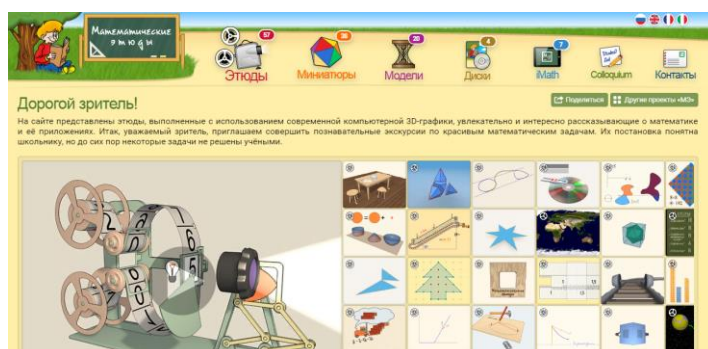 Математические
этюды
57
30
20
4
7
Этюды
Миниатюры
Модели
Диски
iMath
Colloquium
Контакты
Дорогой зритель!
Поделиться
Другие проекты «МЭ»
На сайте представлены этюды, выполненные с использованием современной компьютерной 3D-графики, увлекательно и интересно рассказывающие о математике
и её приложениях. Итак, уважаемый зритель, приглашаем совершить познавательные экскурсии по красивым математическим задачам. Их постановка понятна
школьнику, но до сих пор некоторые задачи не решены учёными.